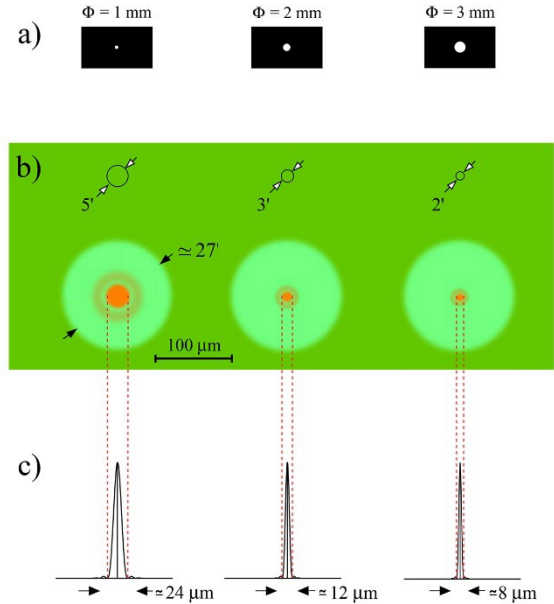 a)
Φ = 1 mm
Φ = 2 mm
Φ = 3 mm
b)
5'
3'
2'
≃ 27'
100 μm
c)
≃24 μm
≃12 μm
≃8 μm